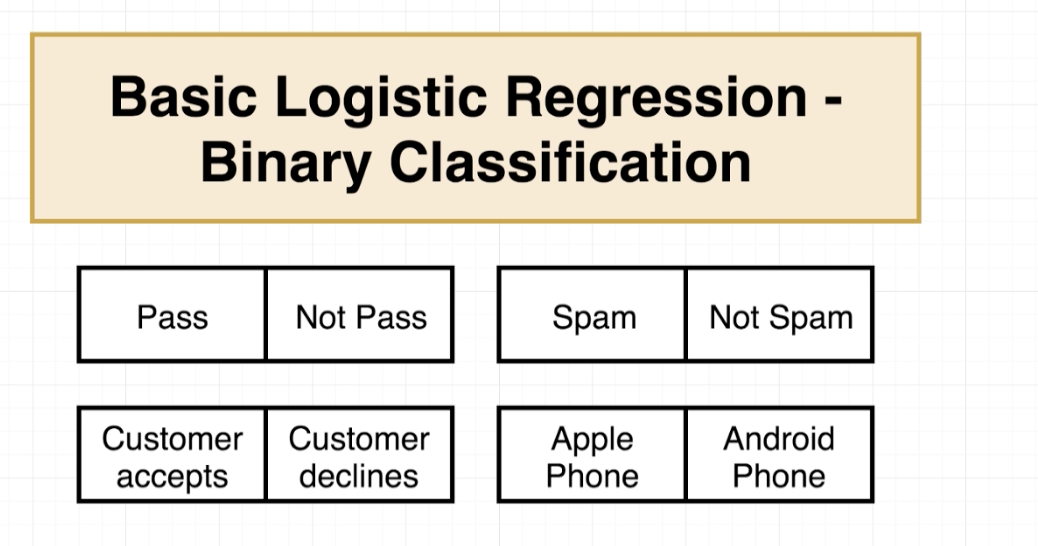 Basic Logistic Regression -
Binary Classification
Pass
Not Pass
Spam
Not Spam
Customer
accepts
Customer
declines
Apple
Phone
Android
Phone